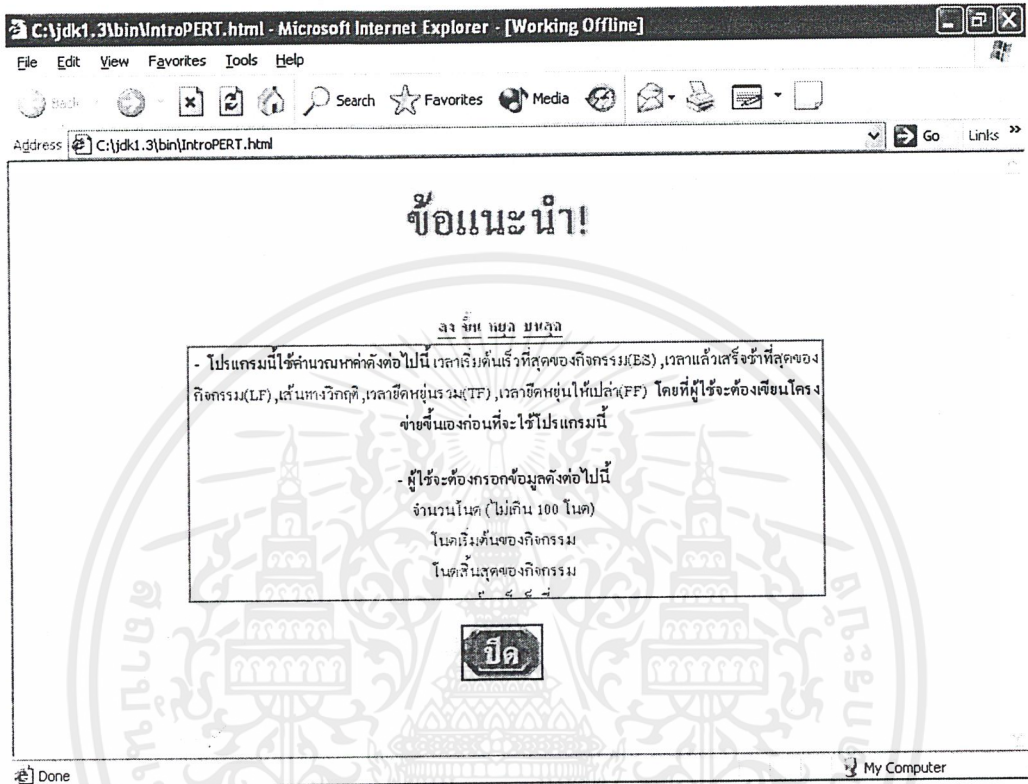 C:\jdk1.3\bin\IntroPERT.html - Microsoft Internet Explorer - [Working Offline]
File Edit View Favorites Tools Help
Back Search Favorites Media
Address C:\jdk1.3\bin\IntroPERT.html Go Links »
ข้อแนะนำ!
ลง ขึ้น หยุด บนสุด
- โปรแกรมนี้ใช้คำนวณหาค่าดังต่อไปนี้ เวลาเริ่มต้นเร็วที่สุดของกิจกรรม(ES) ,เวลาแล้วเสร็จช้าที่สุดของ
กิจกรรม(LF) ,เส้นทางวิกฤติ ,เวลายืดหยุ่นรวม(TF) ,เวลายืดหยุ่นให้เปล่า(FF) โดยที่ผู้ใช้จะต้องเขียนโครง
ข่ายขึ้นเองก่อนที่จะใช้โปรแกรมนี้
- ผู้ใช้จะต้องกรอกข้อมูลดังต่อไปนี้
จำนวนโนด (ไม่เกิน 100 โนด)
โนดเริ่มต้นของกิจกรรม
โนดสิ้นสุดของกิจกรรม
ปิด
Done My Computer